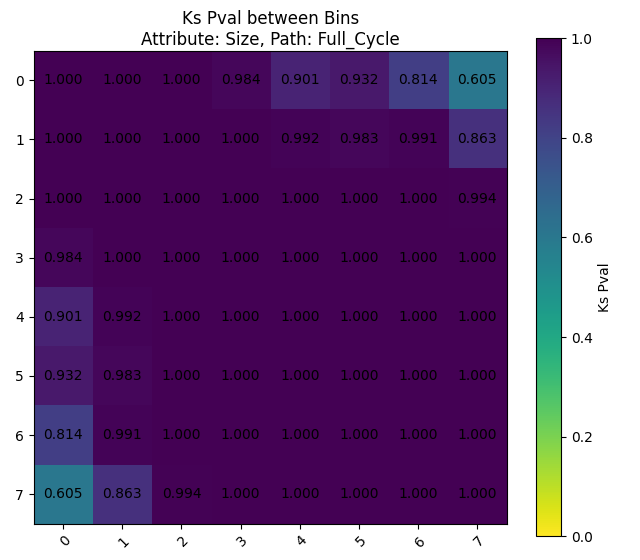 Ks Pval between Bins
Attribute: Size, Path: Full_Cycle
0 1.000 1.000 1.000 0.984 0.901 0.932 0.814 0.605
1 1.000 1.000 1.000 1.000 0.992 0.983 0.991 0.863
2 1.000 1.000 1.000 1.000 1.000 1.000 1.000 0.994
3 0.984 1.000 1.000 1.000 1.000 1.000 1.000 1.000
4 0.901 0.992 1.000 1.000 1.000 1.000 1.000 1.000
5 0.932 0.983 1.000 1.000 1.000 1.000 1.000 1.000
6 0.814 0.991 1.000 1.000 1.000 1.000 1.000 1.000
7 0.605 0.863 0.994 1.000 1.000 1.000 1.000 1.000
0 1 2 3 4 5 6 7
1.0
0.8
0.6
0.4
0.2
0.0
Ks Pval